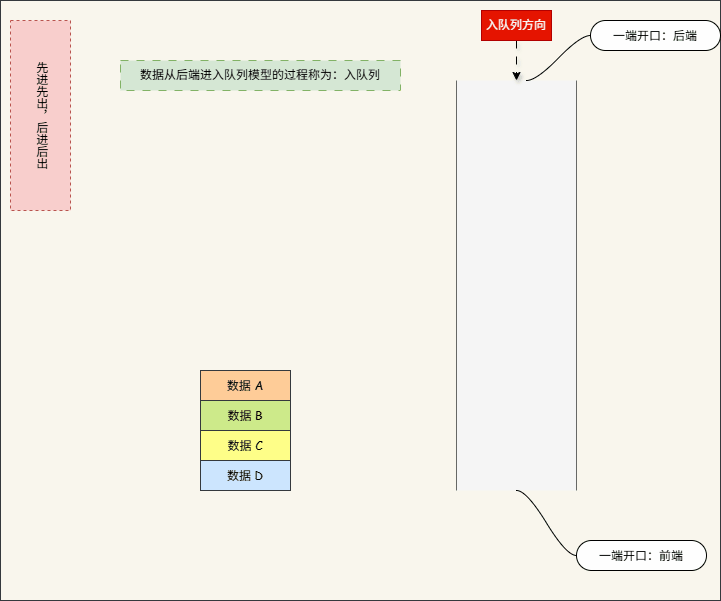 入队列方向
一端开口：后端
先进先出，后进后出
数据从后端进入队列模型的过程称为：入队列
数据 A
数据 B
数据 C
数据 D
一端开口：前端